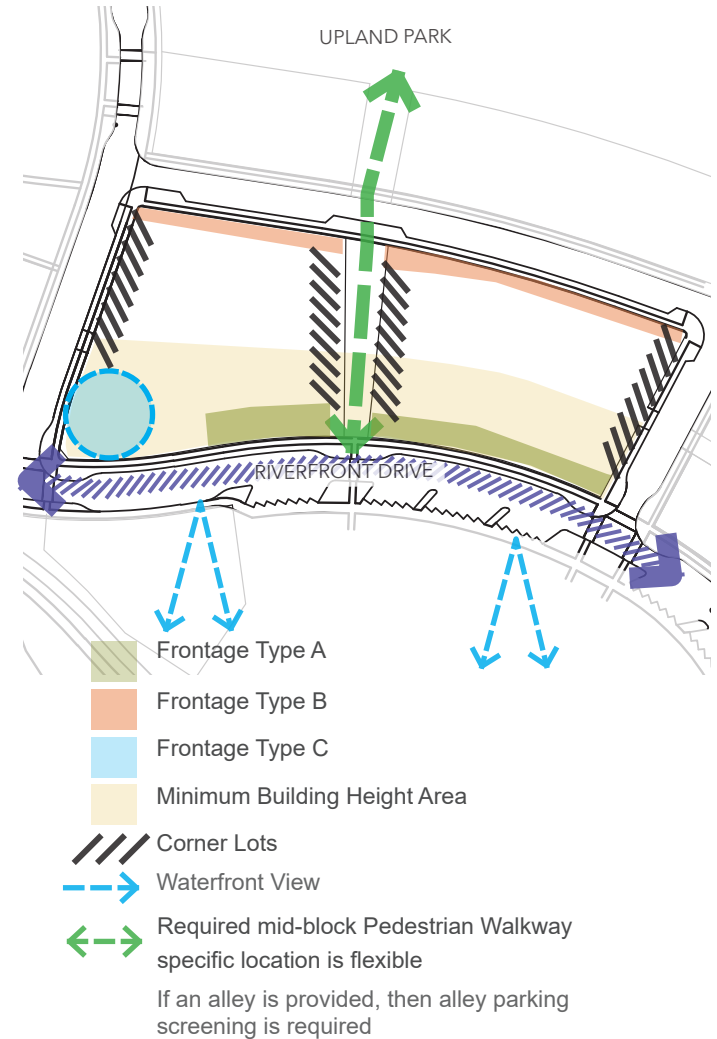 UPLAND PARK
RIVERFRONT DRIVE
Frontage Type A
Frontage Type B
Frontage Type C
Minimum Building Height Area
Corner Lots
Waterfront View
Required mid-block Pedestrian Walkway
specific location is flexible
If an alley is provided, then alley parking
screening is required